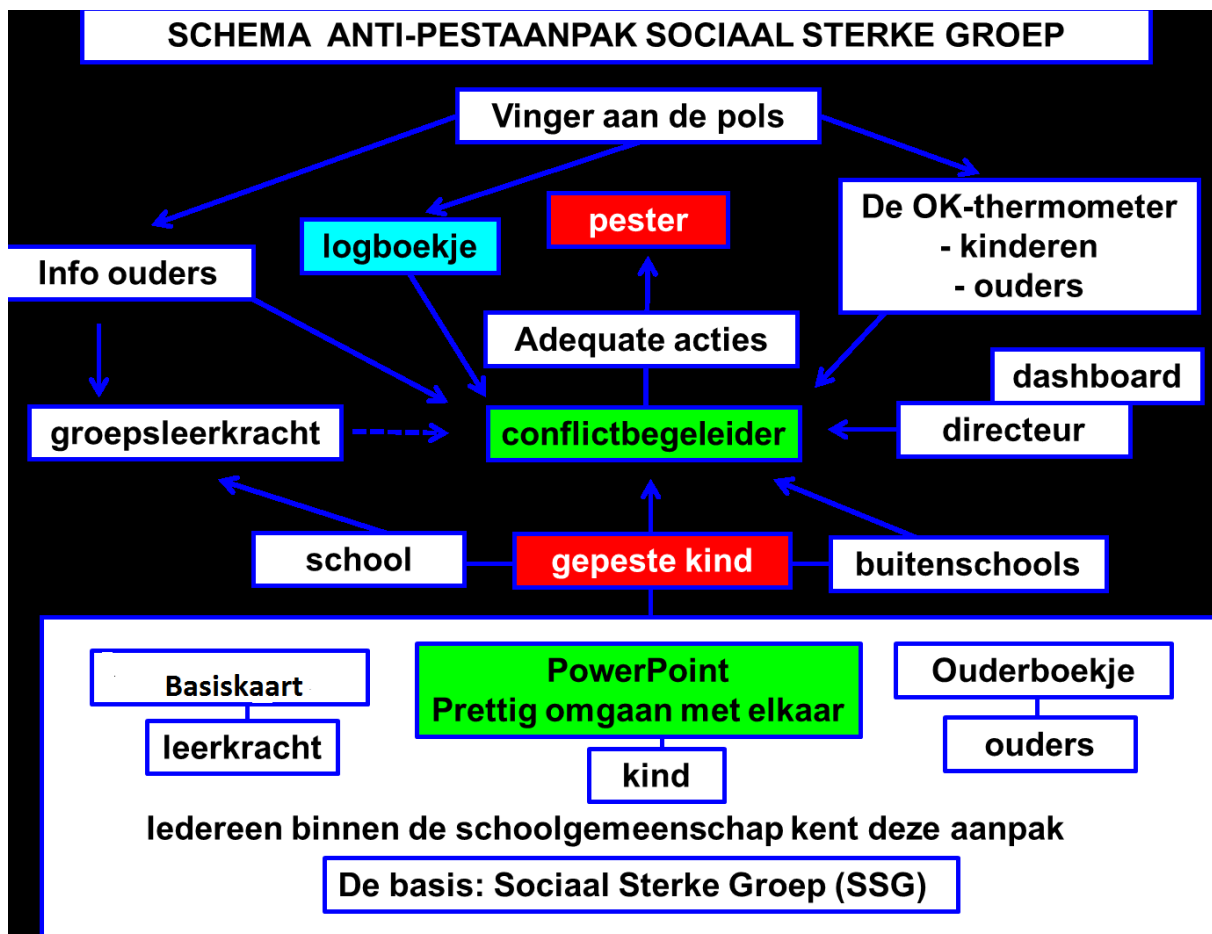 SCHEMA ANTI-PESTAANPAK SOCIAAL STERKE GROEP
Vinger aan de pols
pester
De OK-thermometer
- kinderen
- ouders
logboekje
Info ouders
Adequate acties
dashboard
groepsleerkracht
conflictbegeleider
directeur
school
gepeste kind
buitenschools
Basiskaart
leerkracht
PowerPoint
Prettig omgaan met elkaar
kind
Ouderboekje
ouders
Iedereen binnen de schoolgemeenschap kent deze aanpak
De basis: Sociaal Sterke Groep (SSG)